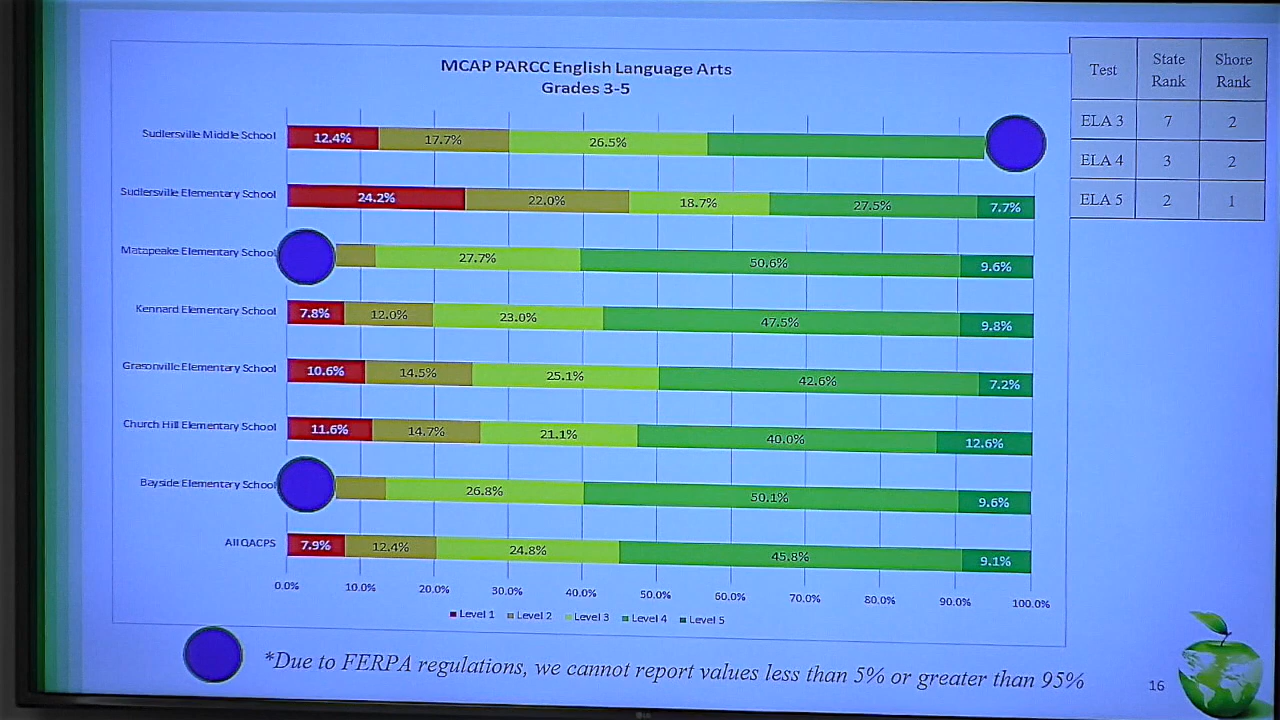 MCAP PARCC English Language Arts
Grades 3-5
Test State Rank Shore Rank
ELA 3 7 2
ELA 4 3 2
ELA 5 2 1
Sudlersville Middle School 12.4% 17.7% 26.5%
Sudlersville Elementary School 24.2% 22.0% 18.7% 27.5% 7.7%
Matapeake Elementary School 27.7% 50.6% 9.6%
Kennard Elementary School 7.8% 12.0% 23.0% 47.5% 9.8%
Grasonville Elementary School 10.6% 14.5% 25.1% 42.6% 7.2%
Church Hill Elementary School 11.6% 14.7% 21.1% 40.0% 12.6%
Bayside Elementary School 26.8% 50.1% 9.6%
All QACPS 7.9% 12.4% 24.8% 45.8% 9.1%
0.0% 10.0% 20.0% 30.0% 40.0% 50.0% 60.0% 70.0% 80.0% 90.0% 100.0%
Level 1 Level 2 Level 3 Level 4 Level 5
*Due to FERPA regulations, we cannot report values less than 5% or greater than 95%
16
LG